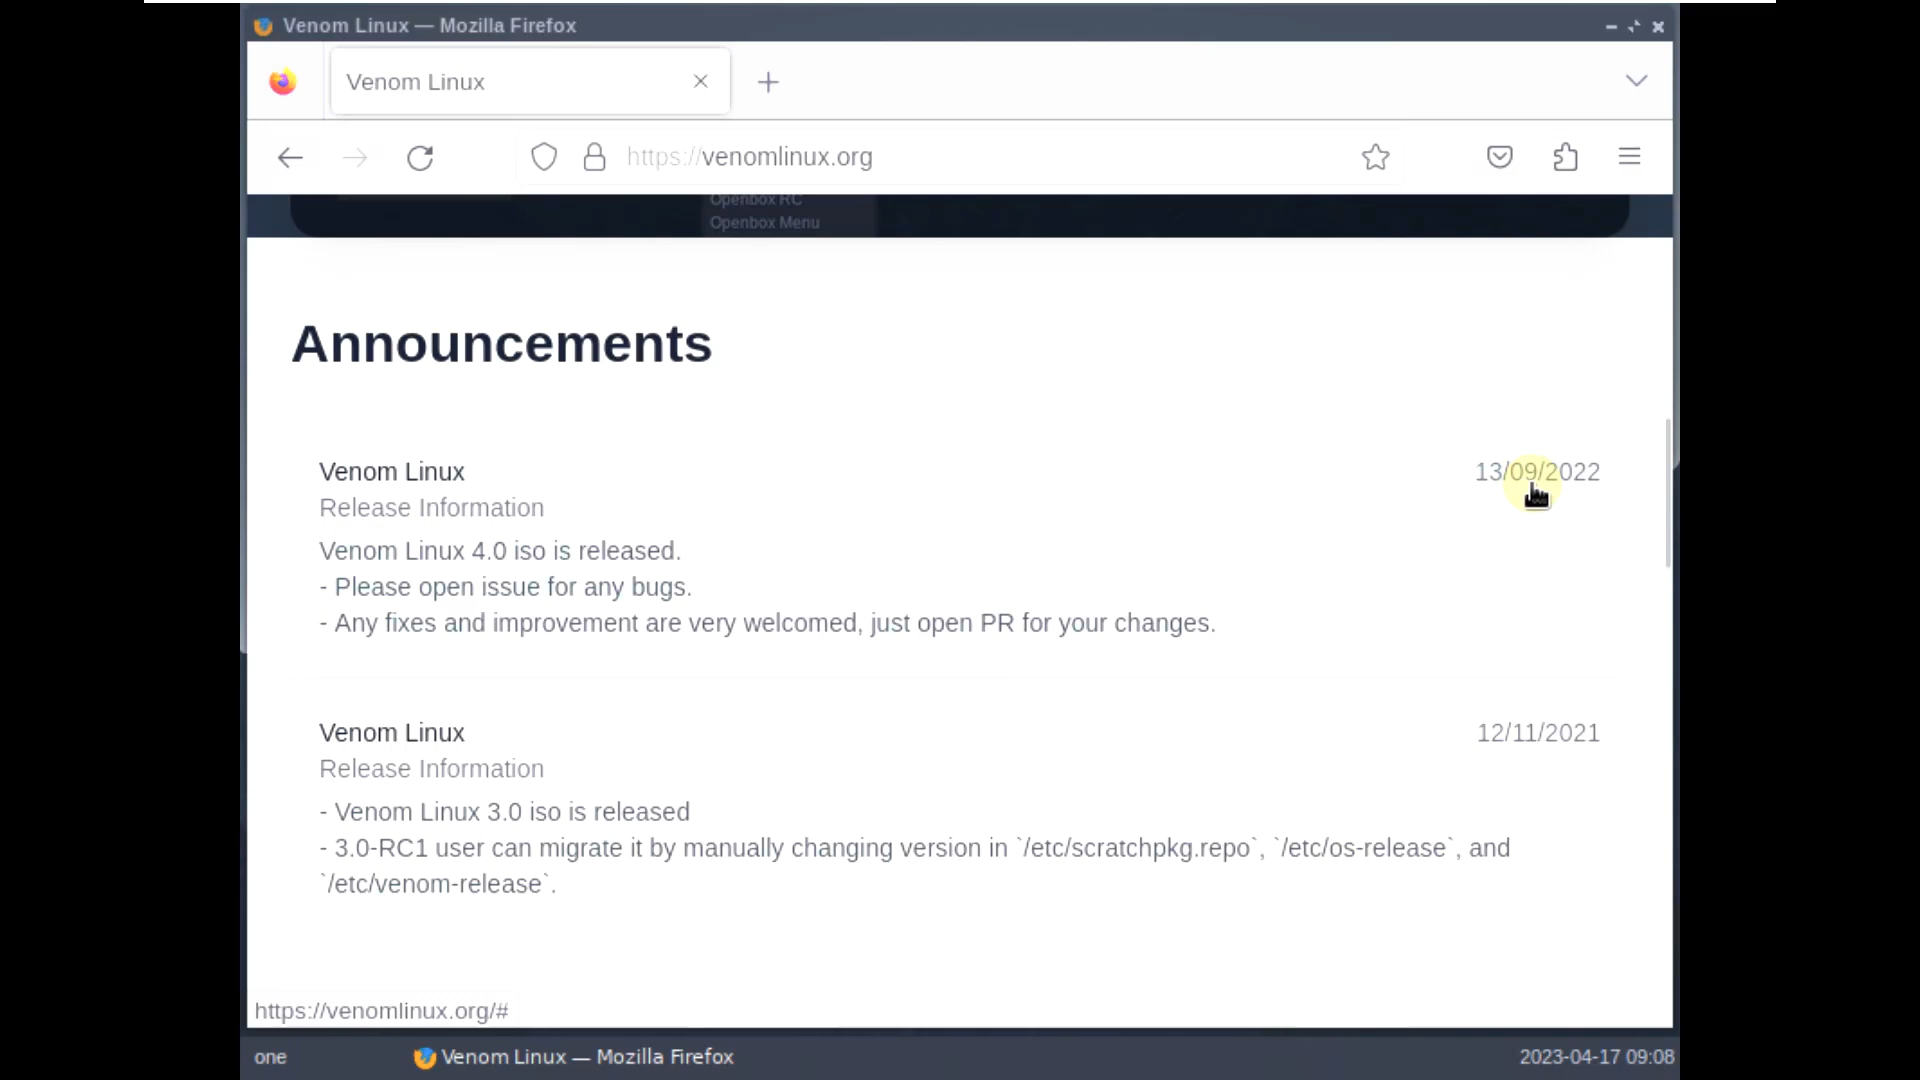 Venom Linux — Mozilla Firefox
Venom Linux
https://venomlinux.org
Openbox RC
Openbox Menu
Announcements
Venom Linux 13/09/2022
Release Information
Venom Linux 4.0 iso is released.
- Please open issue for any bugs.
- Any fixes and improvement are very welcomed, just open PR for your changes.
Venom Linux 12/11/2021
Release Information
- Venom Linux 3.0 iso is released
- 3.0-RC1 user can migrate it by manually changing version in `/etc/scratchpkg.repo`, `/etc/os-release`, and
`/etc/venom-release`.
https://venomlinux.org/#
one Venom Linux — Mozilla Firefox 2023-04-17 09:08